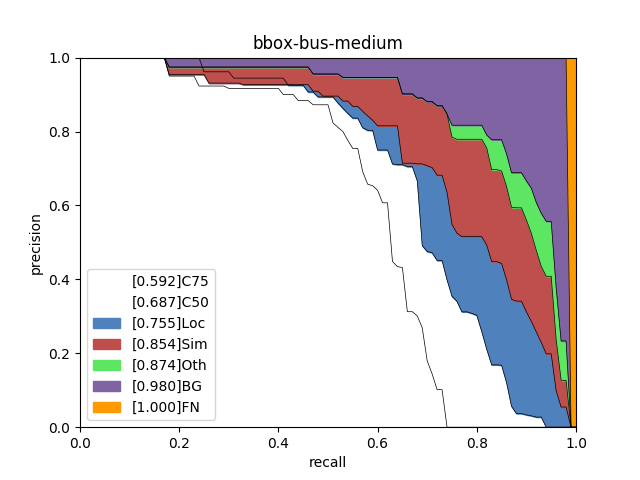 bbox-bus-medium
precision
1.0
0.8
0.6
0.4
0.2
0.0
[0.592]C75
[0.687]C50
[0.755]Loc
[0.854]Sim
[0.874]Oth
[0.980]BG
[1.000]FN
0.0 0.2 0.4 0.6 0.8 1.0
recall